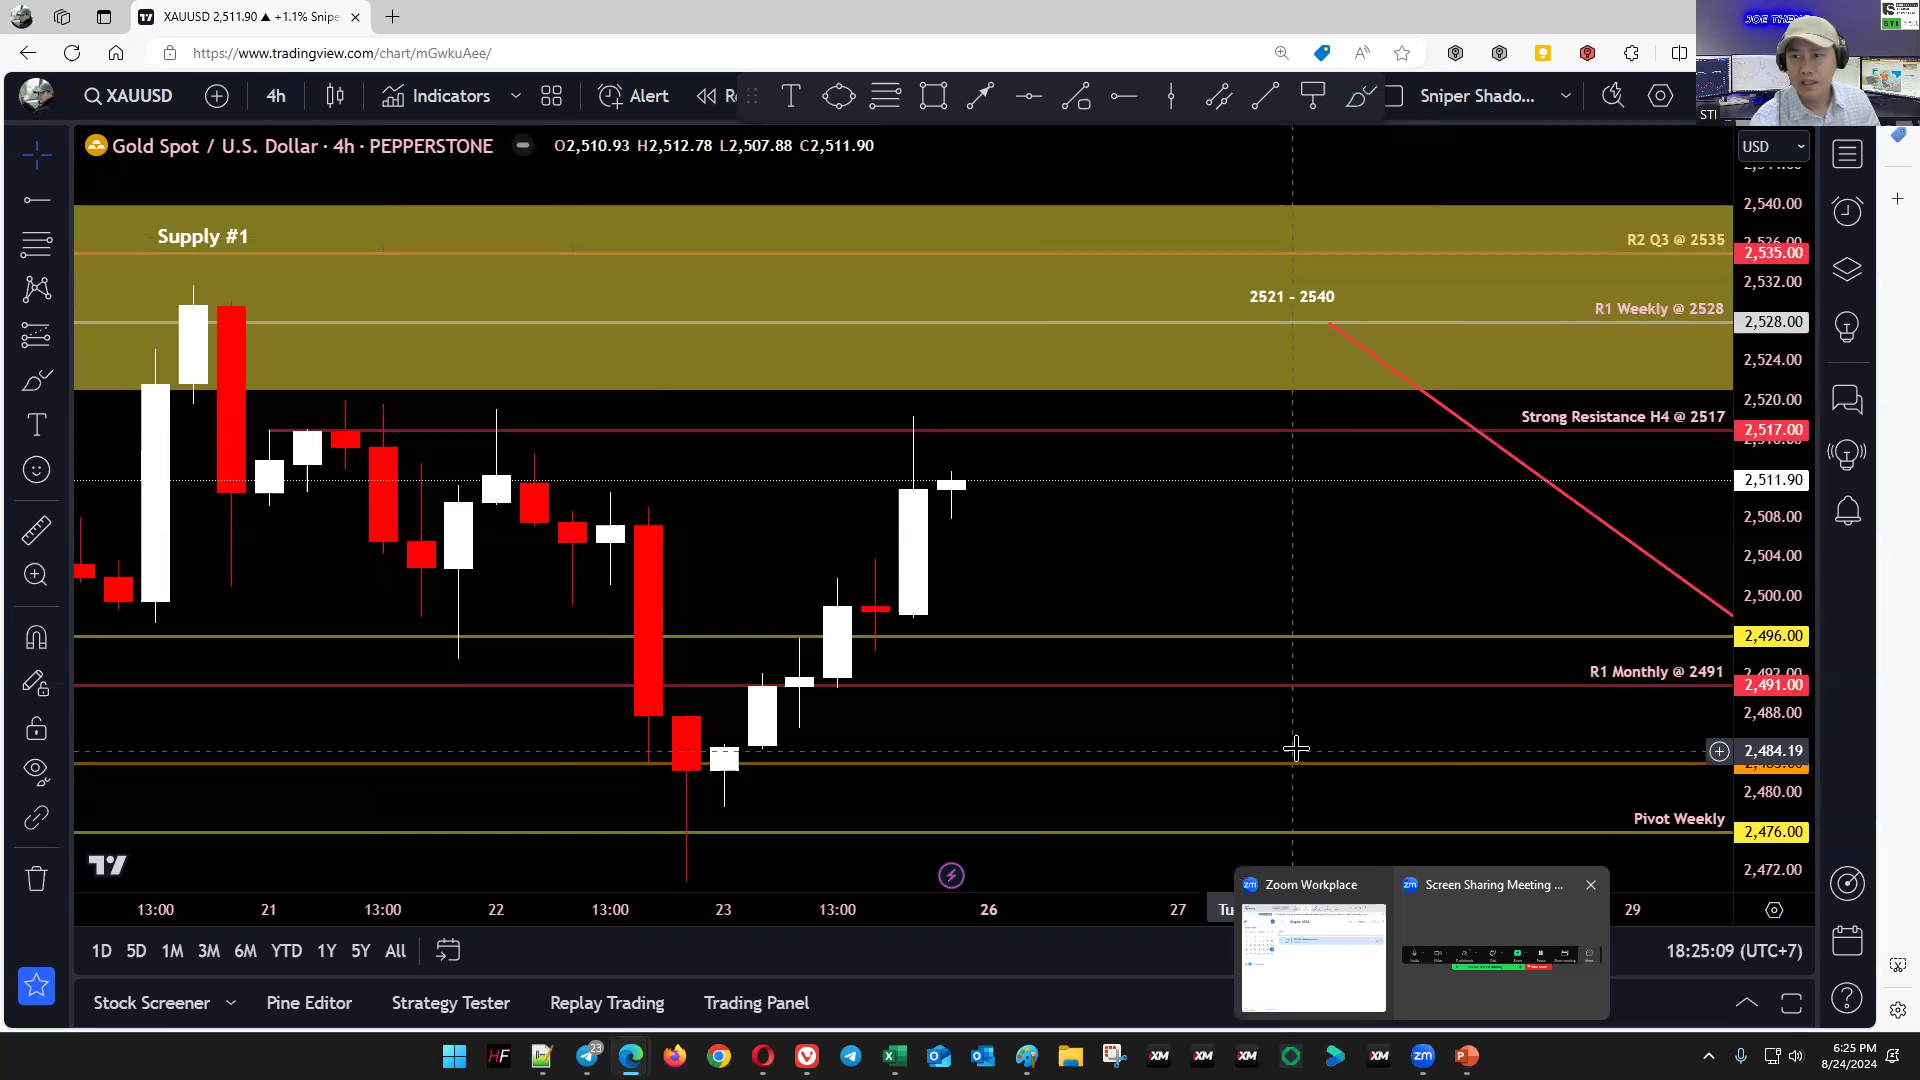 XAUUSD 2,511.90 ▲ +1.1% Snipe
https://www.tradingview.com/chart/mGwkuAee/
XAUUSD
4h
Indicators
Alert
Sniper Shado...
STI
Gold Spot / U.S. Dollar · 4h · PEPPERSTONE
O2,510.93 H2,512.78 L2,507.88 C2,511.90
USD
2,540.00
Supply #1
R2 Q3 @ 2535
2,535.00
2,532.00
2521 - 2540
R1 Weekly @ 2528
2,528.00
2,524.00
2,520.00
Strong Resistance H4 @ 2517
2,517.00
2,511.90
2,508.00
2,504.00
2,500.00
2,496.00
R1 Monthly @ 2491
2,491.00
2,488.00
2,484.19
2,480.00
Pivot Weekly
2,476.00
2,472.00
Zoom Workplace
Screen Sharing Meeting ...
13:00
21
13:00
22
13:00
23
13:00
26
27
Tu
29
1D
5D
1M
3M
6M
YTD
1Y
5Y
All
18:25:09 (UTC+7)
Stock Screener
Pine Editor
Strategy Tester
Replay Trading
Trading Panel
6:25 PM
8/24/2024